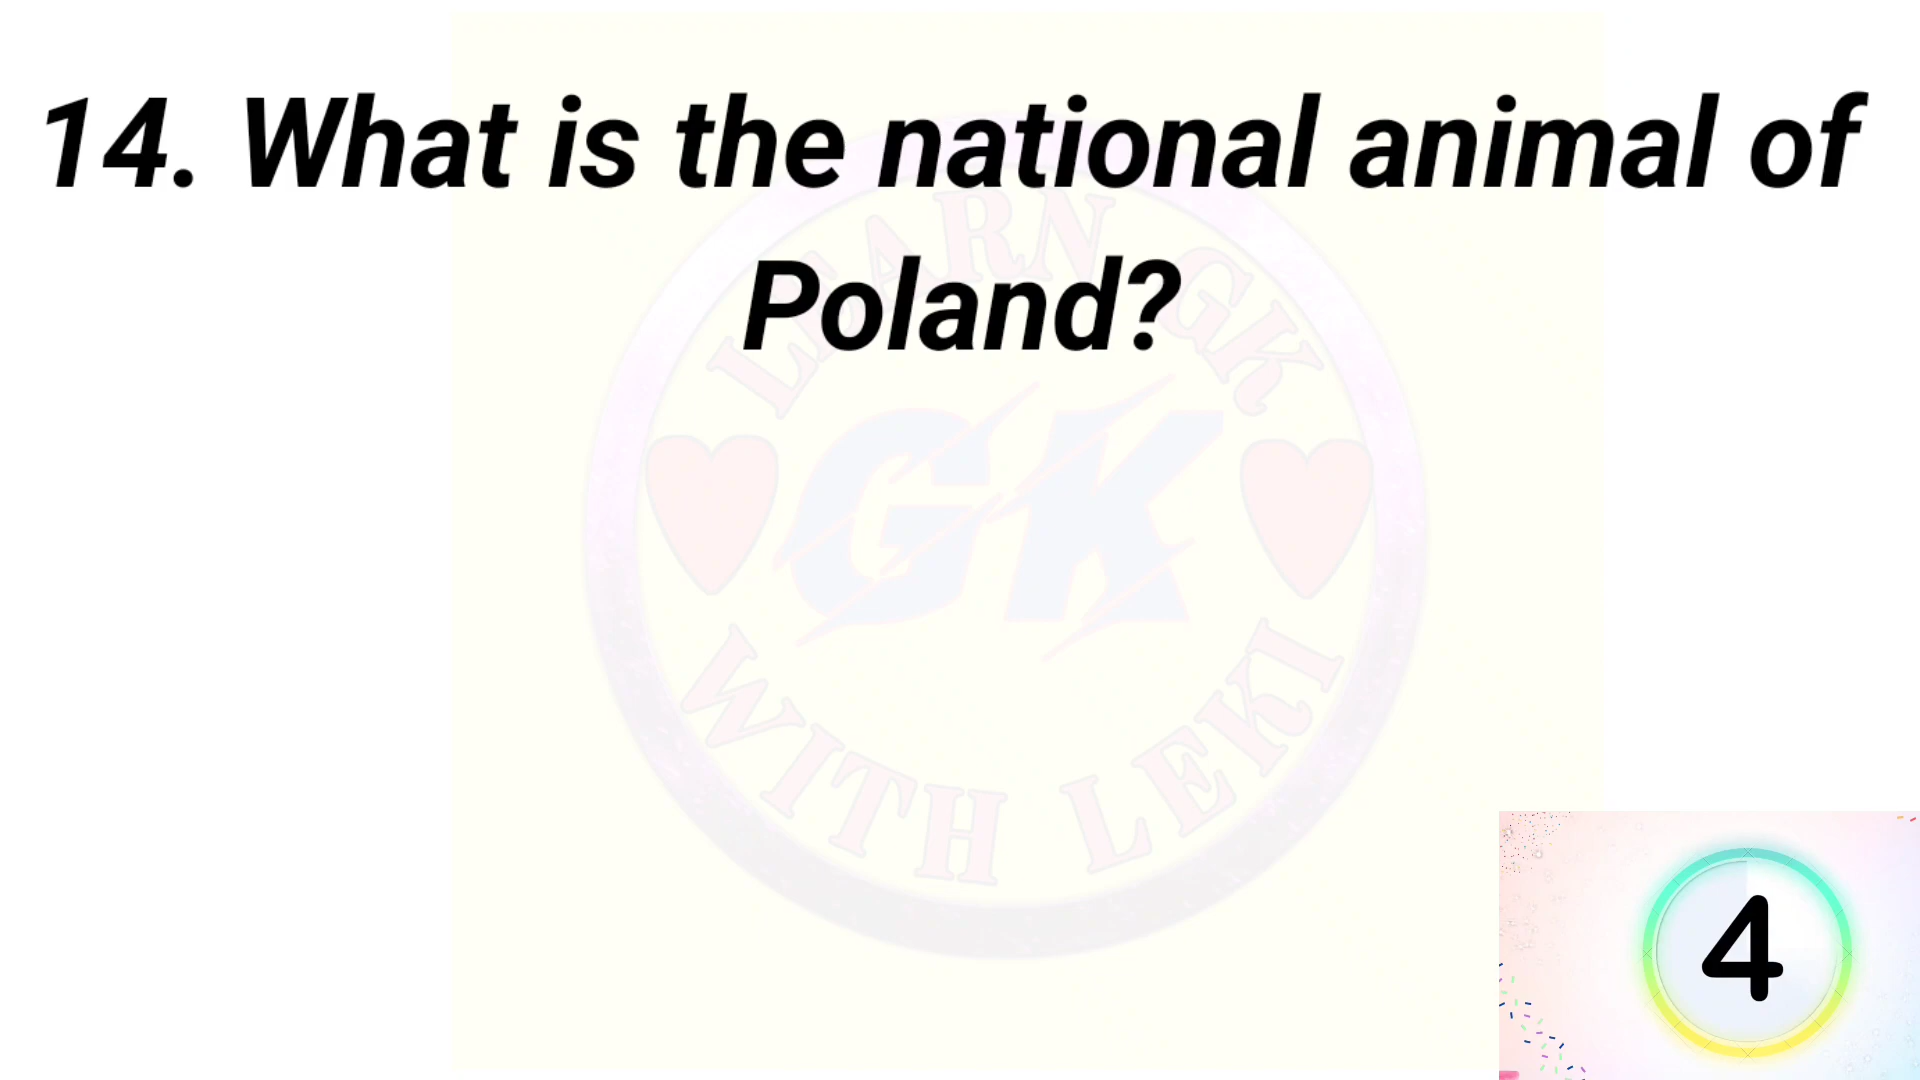 14. What is the national animal of
Poland?
LEARN GK
GK
WITH LEKI
4